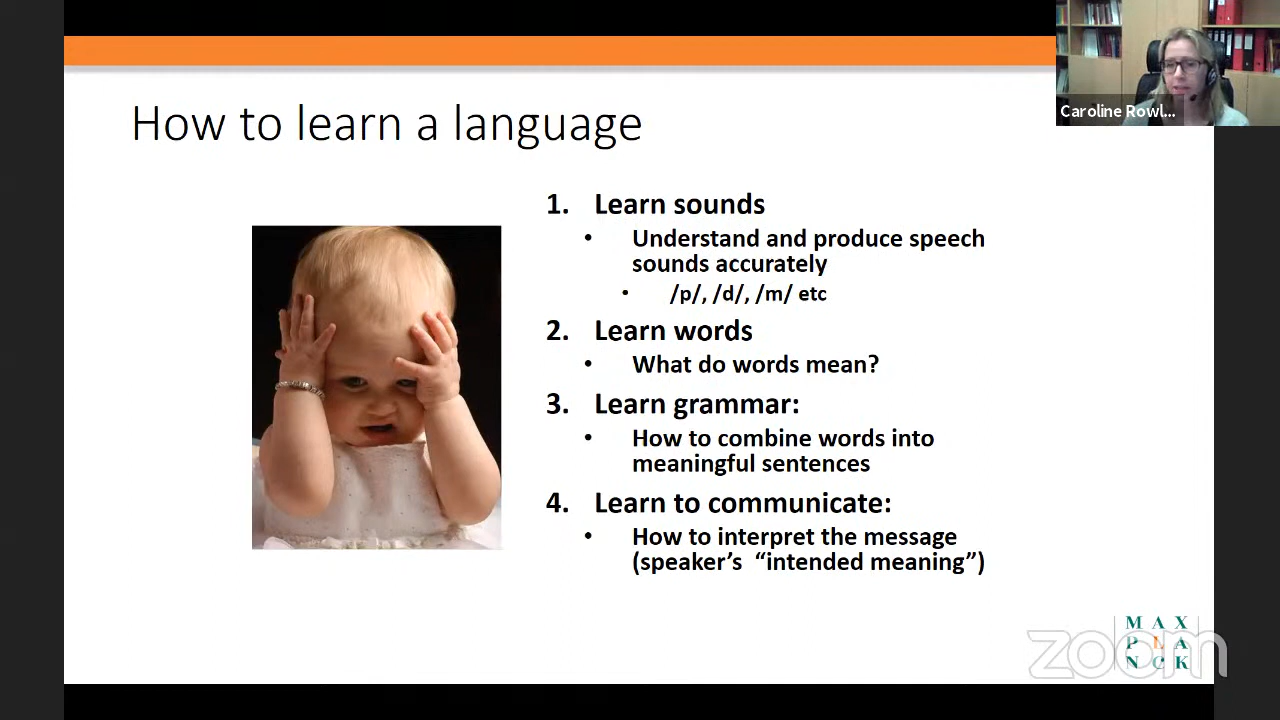 Caroline Rowl...
How to learn a language
1. Learn sounds
• Understand and produce speech
sounds accurately
• /p/, /d/, /m/ etc
2. Learn words
• What do words mean?
3. Learn grammar:
• How to combine words into
meaningful sentences
4. Learn to communicate:
• How to interpret the message
(speaker's "intended meaning")
MAX
PLA
NCK
zoom